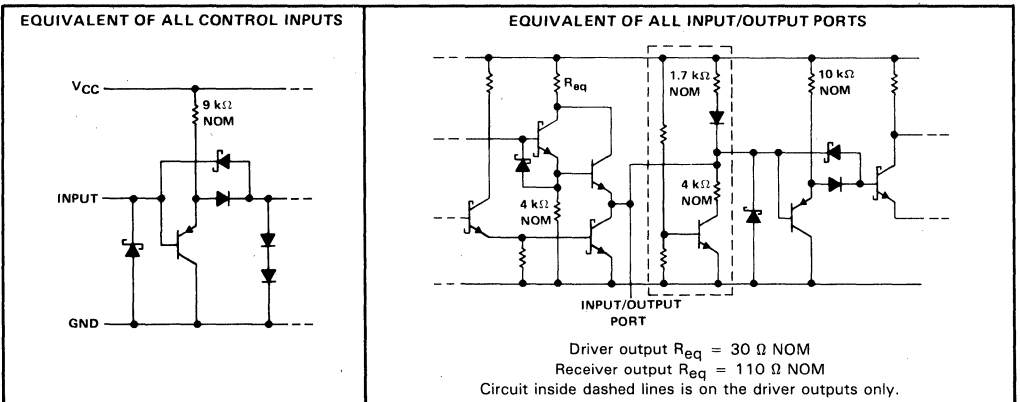 EQUIVALENT OF ALL CONTROL INPUTS
VCC
9 kΩ
NOM
INPUT
GND
EQUIVALENT OF ALL INPUT/OUTPUT PORTS
Req
1.7 kΩ
NOM
10 kΩ
NOM
4 kΩ
NOM
4 kΩ
NOM
INPUT/OUTPUT
PORT
Driver output Req = 30 Ω NOM
Receiver output Req = 110 Ω NOM
Circuit inside dashed lines is on the driver outputs only.